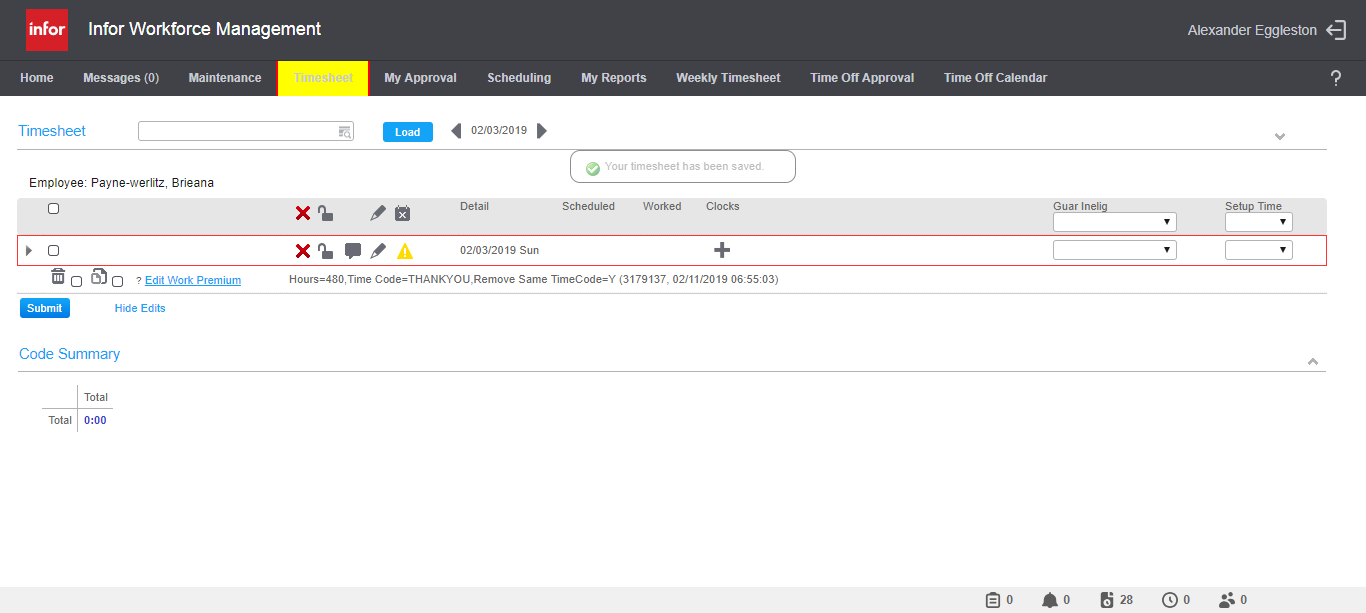 infor
Infor Workforce Management
Alexander Eggleston
Home Messages (0) Maintenance Timesheet My Approval Scheduling My Reports Weekly Timesheet Time Off Approval Time Off Calendar ?
Timesheet Load 02/03/2019
Your timesheet has been saved.
Employee: Payne-werlitz, Brieana
Detail Scheduled Worked Clocks Guar Inelig Setup Time
02/03/2019 Sun
? Edit Work Premium Hours=480,Time Code=THANKYOU,Remove Same TimeCode=Y (3179137, 02/11/2019 06:55:03)
Submit Hide Edits
Code Summary
Total
Total 0:00
0 0 28 0 0